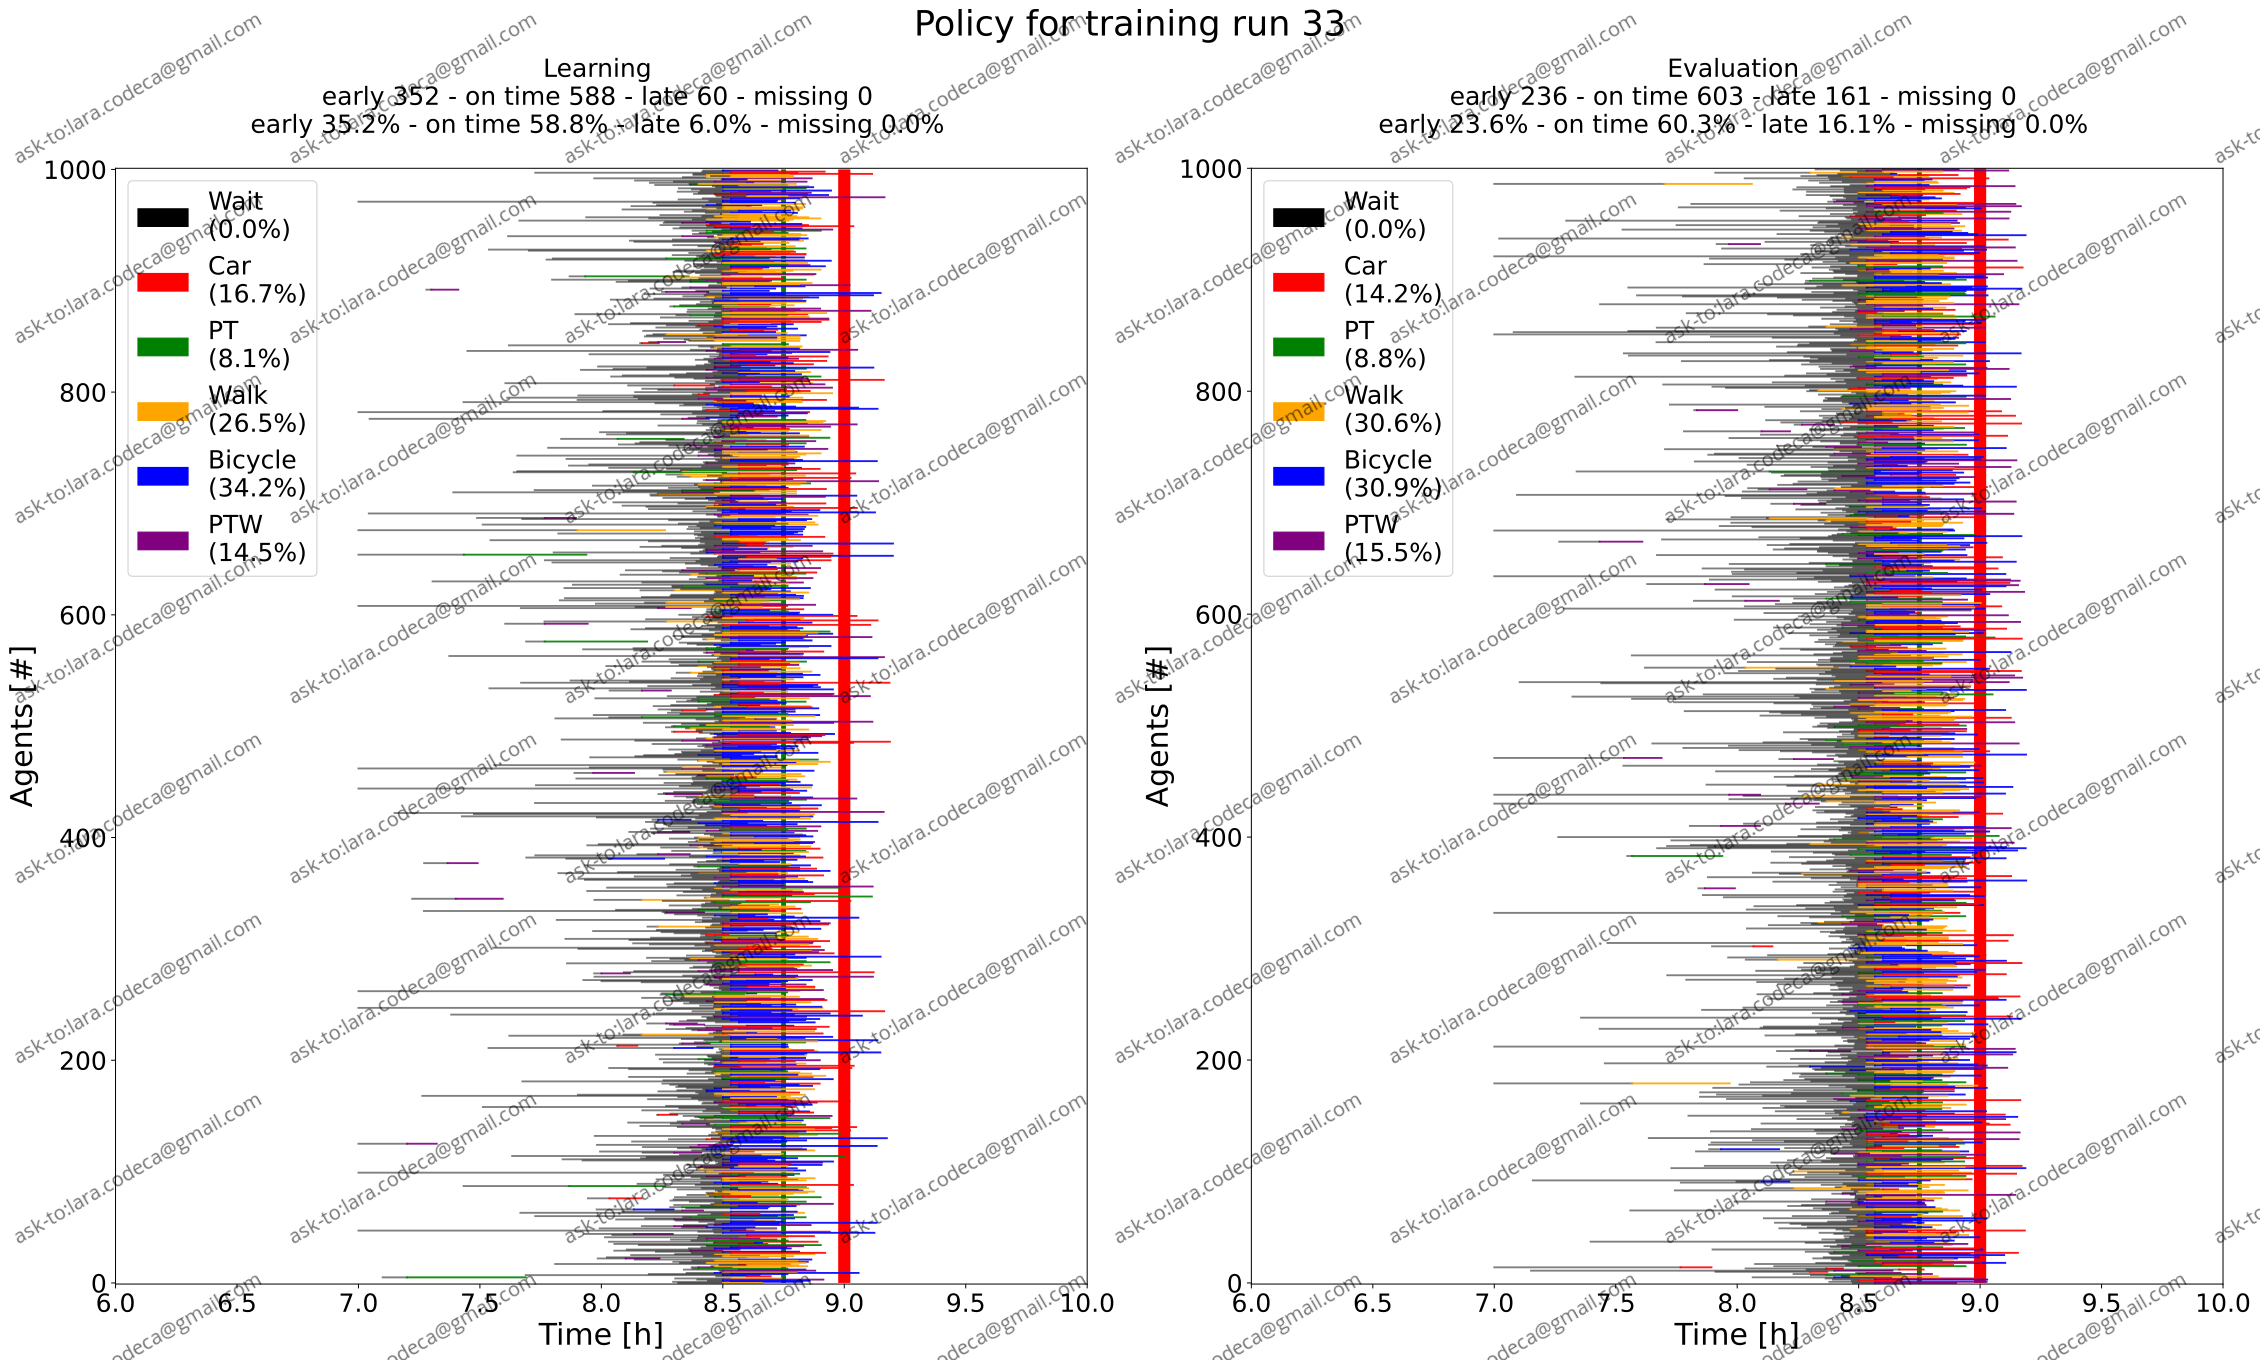 Policy for training run 33
Learning
early 352 - on time 588 - late 60 - missing 0
early 35.2% - on time 58.8% - late 6.0% - missing 0.0%
Wait
(0.0%)
Car
(16.7%)
PT
(8.1%)
Walk
(26.5%)
Bicycle
(34.2%)
PTW
(14.5%)
1000
800
600
400
200
0
Agents [#]
6.0 6.5 7.0 7.5 8.0 8.5 9.0 9.5 10.0
Time [h]
Evaluation
early 236 - on time 603 - late 161 - missing 0
early 23.6% - on time 60.3% - late 16.1% - missing 0.0%
Wait
(0.0%)
Car
(14.2%)
PT
(8.8%)
Walk
(30.6%)
Bicycle
(30.9%)
PTW
(15.5%)
1000
800
600
400
200
0
Agents [#]
6.0 6.5 7.0 7.5 8.0 8.5 9.0 9.5 10.0
Time [h]
ask-to:lara.codeca@gmail.com